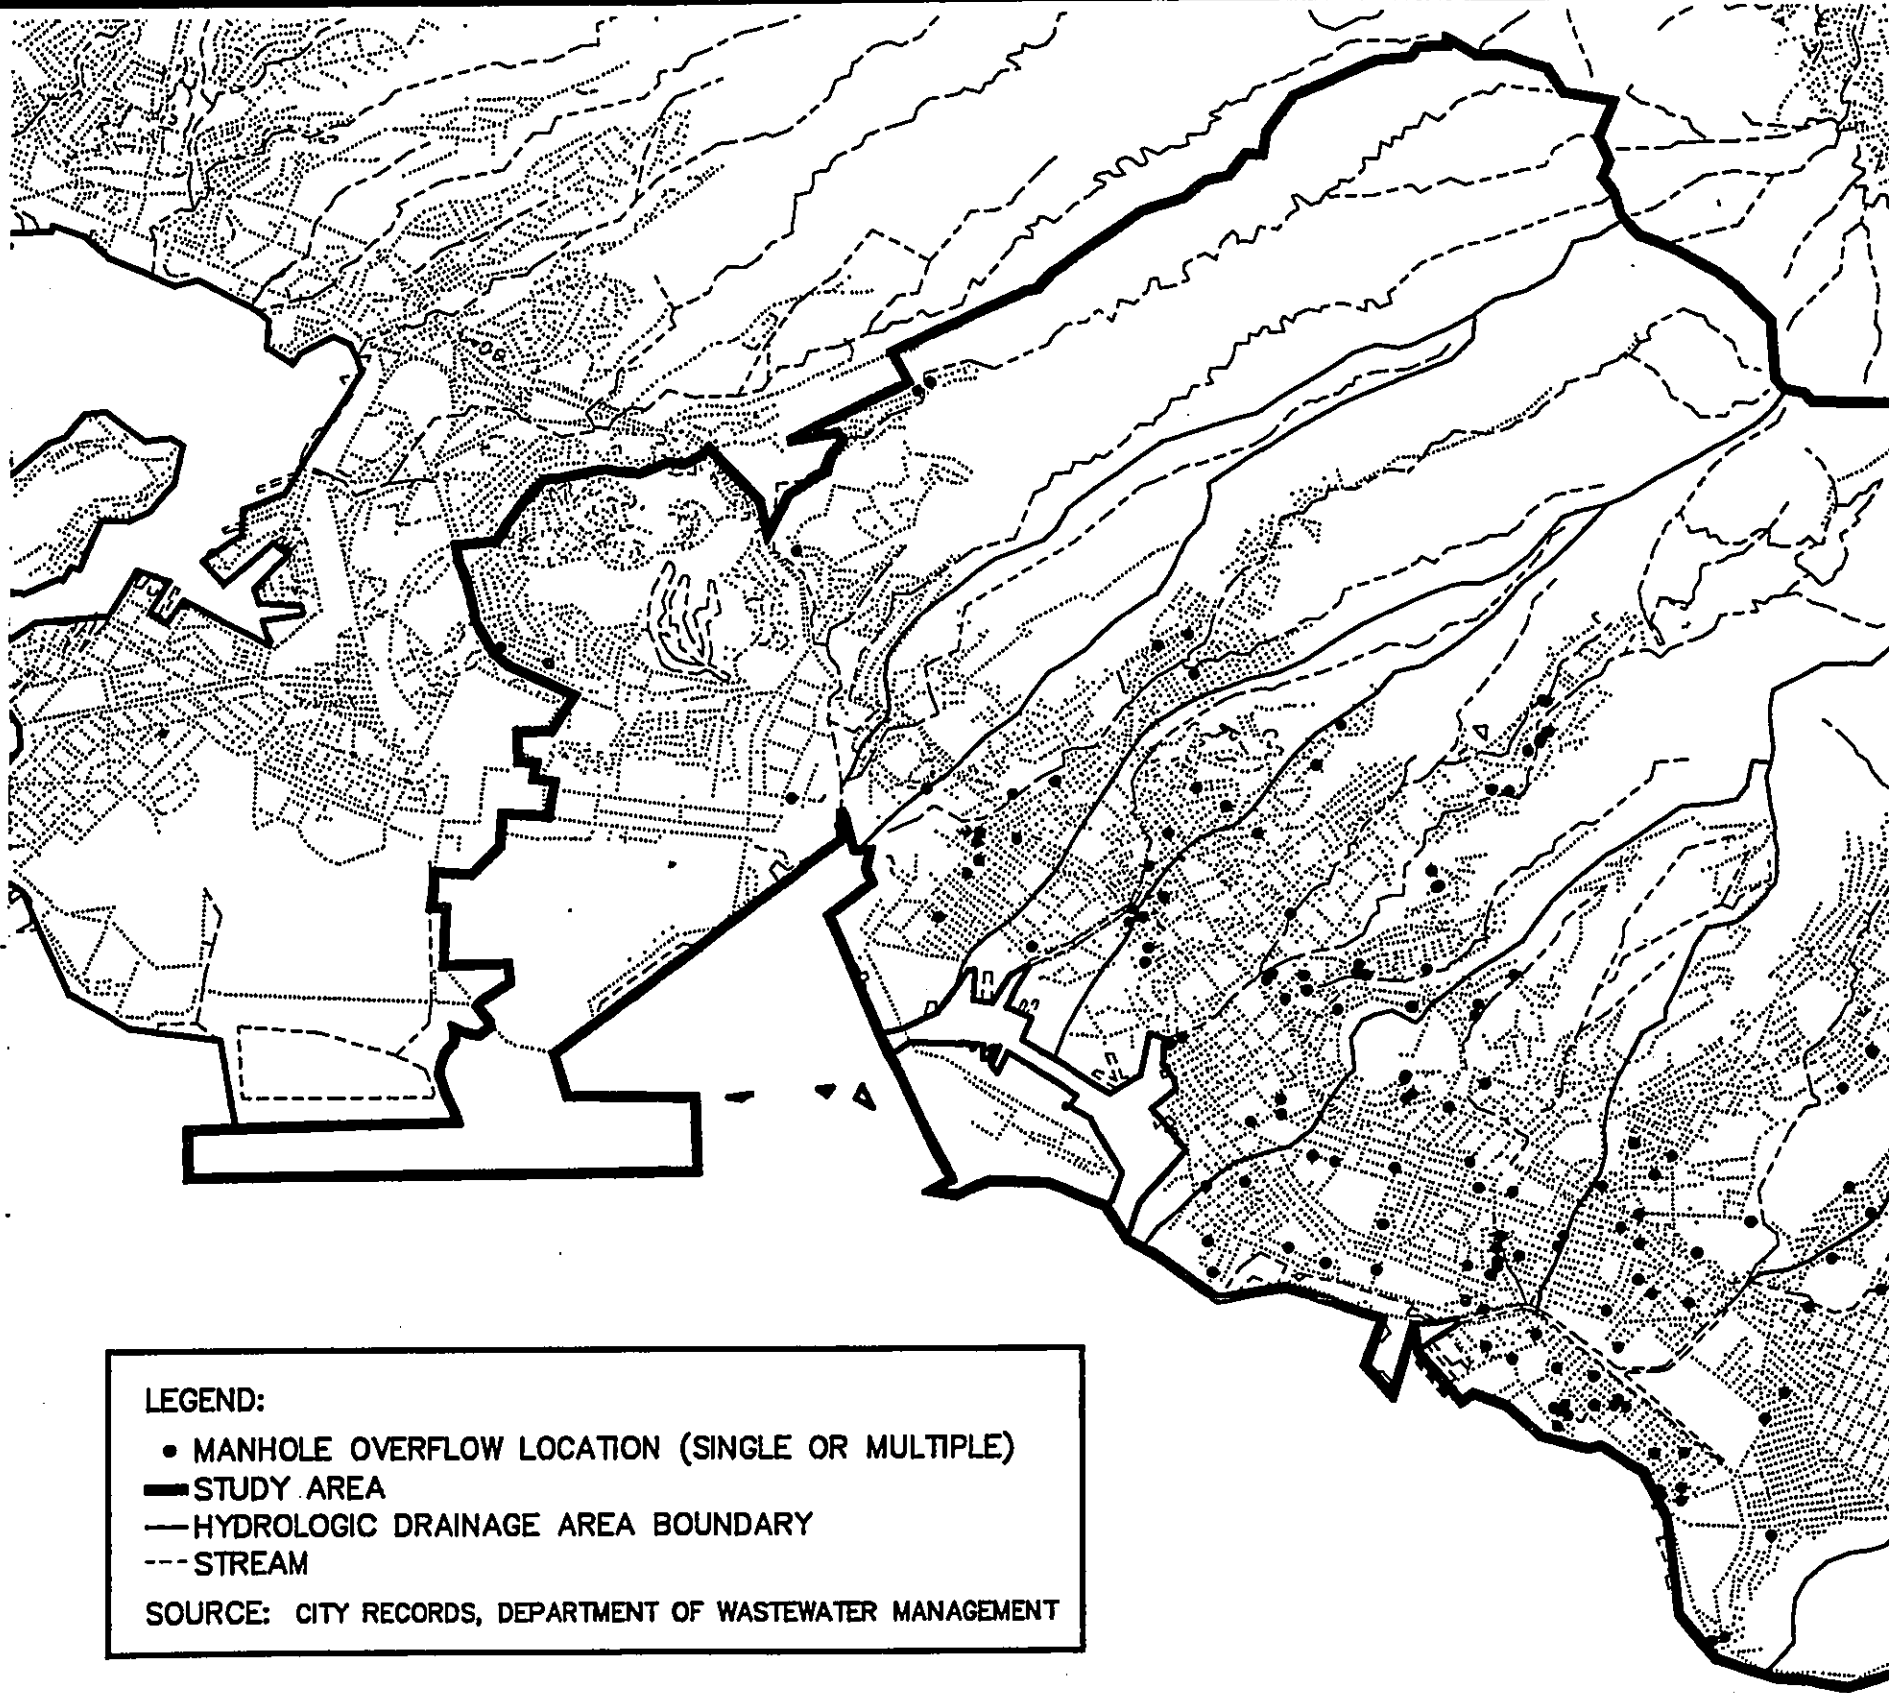 LEGEND:
MANHOLE OVERFLOW LOCATION (SINGLE OR MULTIPLE)
STUDY AREA
HYDROLOGIC DRAINAGE AREA BOUNDARY
STREAM
SOURCE: CITY RECORDS, DEPARTMENT OF WASTEWATER MANAGEMENT